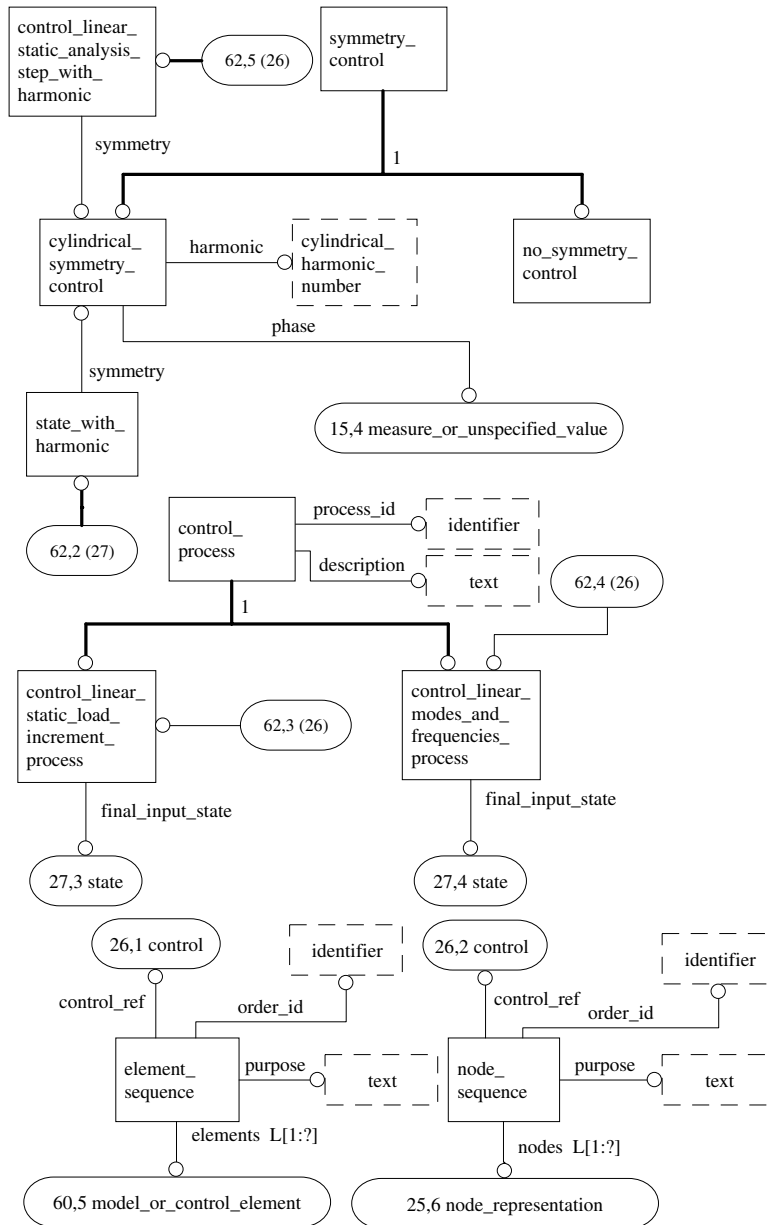 control_linear_
static_analysis_
step_with_
harmonic
62,5 (26)
symmetry_
control
symmetry
1
cylindrical_
symmetry_
control
harmonic
cylindrical_
harmonic_
number
no_symmetry_
control
phase
symmetry
state_with_
harmonic
15,4 measure_or_unspecified_value
62,2 (27)
control_
process
process_id
identifier
description
text
62,4 (26)
1
control_linear_
static_load_
increment_
process
62,3 (26)
control_linear_
modes_and_
frequencies_
process
final_input_state
final_input_state
27,3 state
27,4 state
26,1 control
identifier
26,2 control
identifier
control_ref
order_id
control_ref
order_id
element_
sequence
purpose
text
node_
sequence
purpose
text
elements L[1:?]
nodes L[1:?]
60,5 model_or_control_element
25,6 node_representation